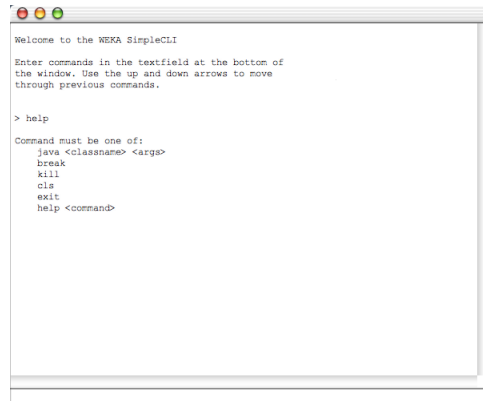 Welcome to the WEKA SimpleCLI
Enter commands in the textfield at the bottom of
the window. Use the up and down arrows to move
through previous commands.
> help
Command must be one of:
java <classname> <args>
break
kill
cls
exit
help <command>